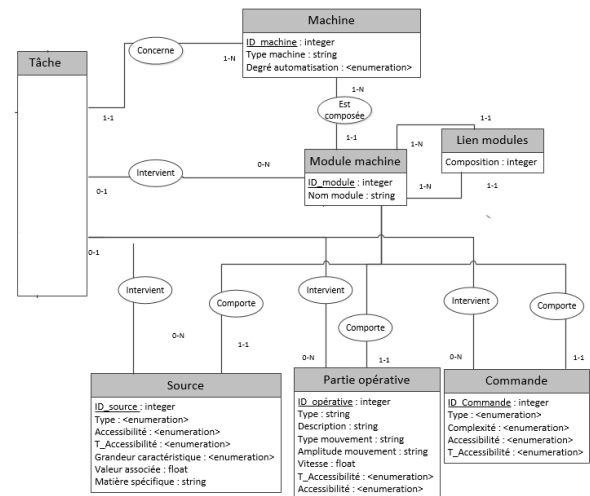 Machine
ID_machine : integer
Type machine : string
Degré automatisation : <enumeration>
Tâche
Concerne
1-N
1-N
1-1
Est
composée
1-1
1-1
Lien modules
Composition : integer
1-N
Module machine
ID_module : integer
Nom module : string
Intervient
0-N
0-1
1-N
1-1
0-1
Intervient
Comporte
Intervient
Comporte
Intervient
Comporte
0-N
1-1
0-N
1-1
0-N
1-1
Source
ID_source : integer
Type : <enumeration>
Accessibilité : <enumeration>
T_Accessibilité : <enumeration>
Grandeur caractéristique : <enumeration>
Valeur associée : float
Matière spécifique : string
Partie opérative
ID_opérative : integer
Type : string
Description : string
Type mouvement : string
Amplitude mouvement : string
Vitesse : float
T_Accessibilité : <enumeration>
Accessibilité : <enumeration>
Commande
ID_Commande : integer
Type : <enumeration>
Complexité : <enumeration>
Accessibilité : <enumeration>
T_Accessibilité : <enumeration>